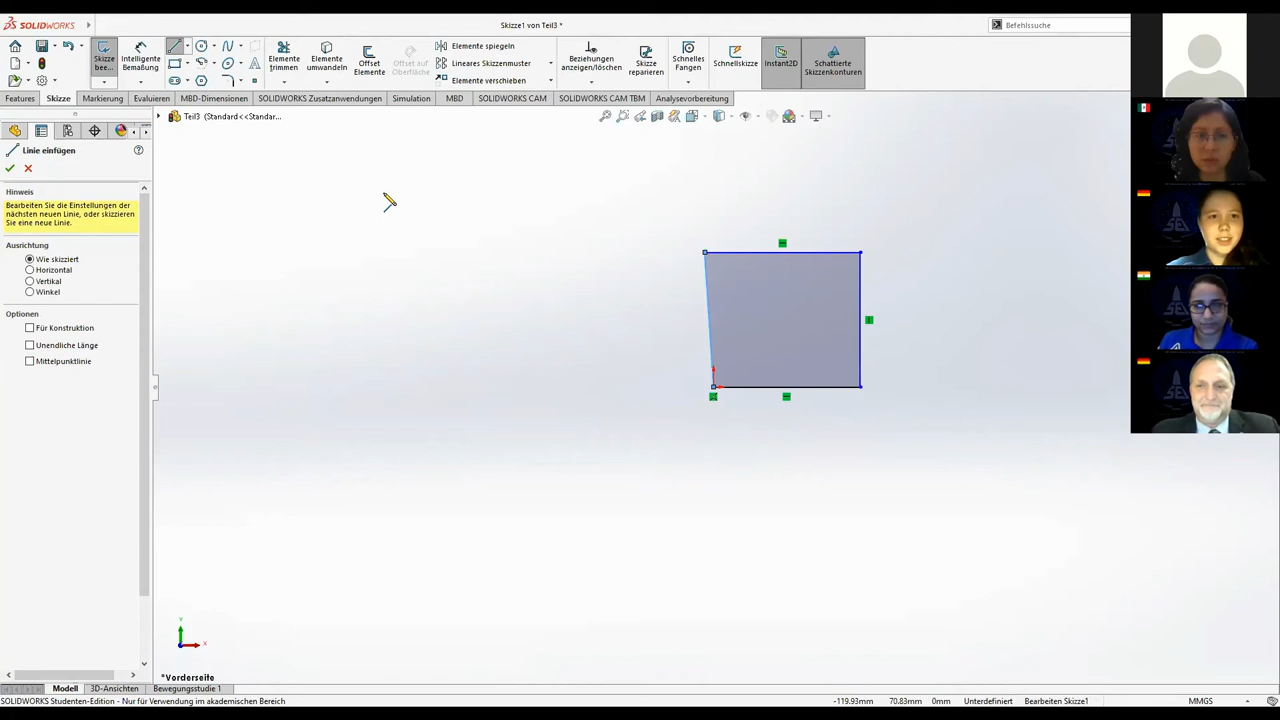 SOLIDWORKS
Skizze1 von Teil3 *
Befehlssuche
Skizze bee...
Intelligente Bemaßung
Elemente trimmen
Elemente umwandeln
Offset Elemente
Offset auf Oberfläche
Elemente spiegeln
Lineares Skizzenmuster
Elemente verschieben
Beziehungen anzeigen/löschen
Skizze reparieren
Schnelles Fangen
Schnellskizze
Instant2D
Schattierte Skizzenkonturen
Features
Skizze
Markierung
Evaluieren
MBD-Dimensionen
SOLIDWORKS Zusatzanwendungen
Simulation
MBD
SOLIDWORKS CAM
SOLIDWORKS CAM TBM
Analysevorbereitung
Teil3 (Standard<<Standar...
Linie einfügen
Hinweis
Bearbeiten Sie die Einstellungen der
nächsten neuen Linie, oder skizzieren
Sie eine neue Linie.
Ausrichtung
Wie skizziert
Horizontal
Vertikal
Winkel
Optionen
Für Konstruktion
Unendliche Länge
Mittelpunktlinie
Y
X
*Vorderseite
Modell
3D-Ansichten
Bewegungsstudie 1
SOLIDWORKS Studenten-Edition - Nur für Verwendung im akademischen Bereich
-119.93mm
70.83mm
0mm
Unterdefiniert
Bearbeiten Skizze1
MMGS